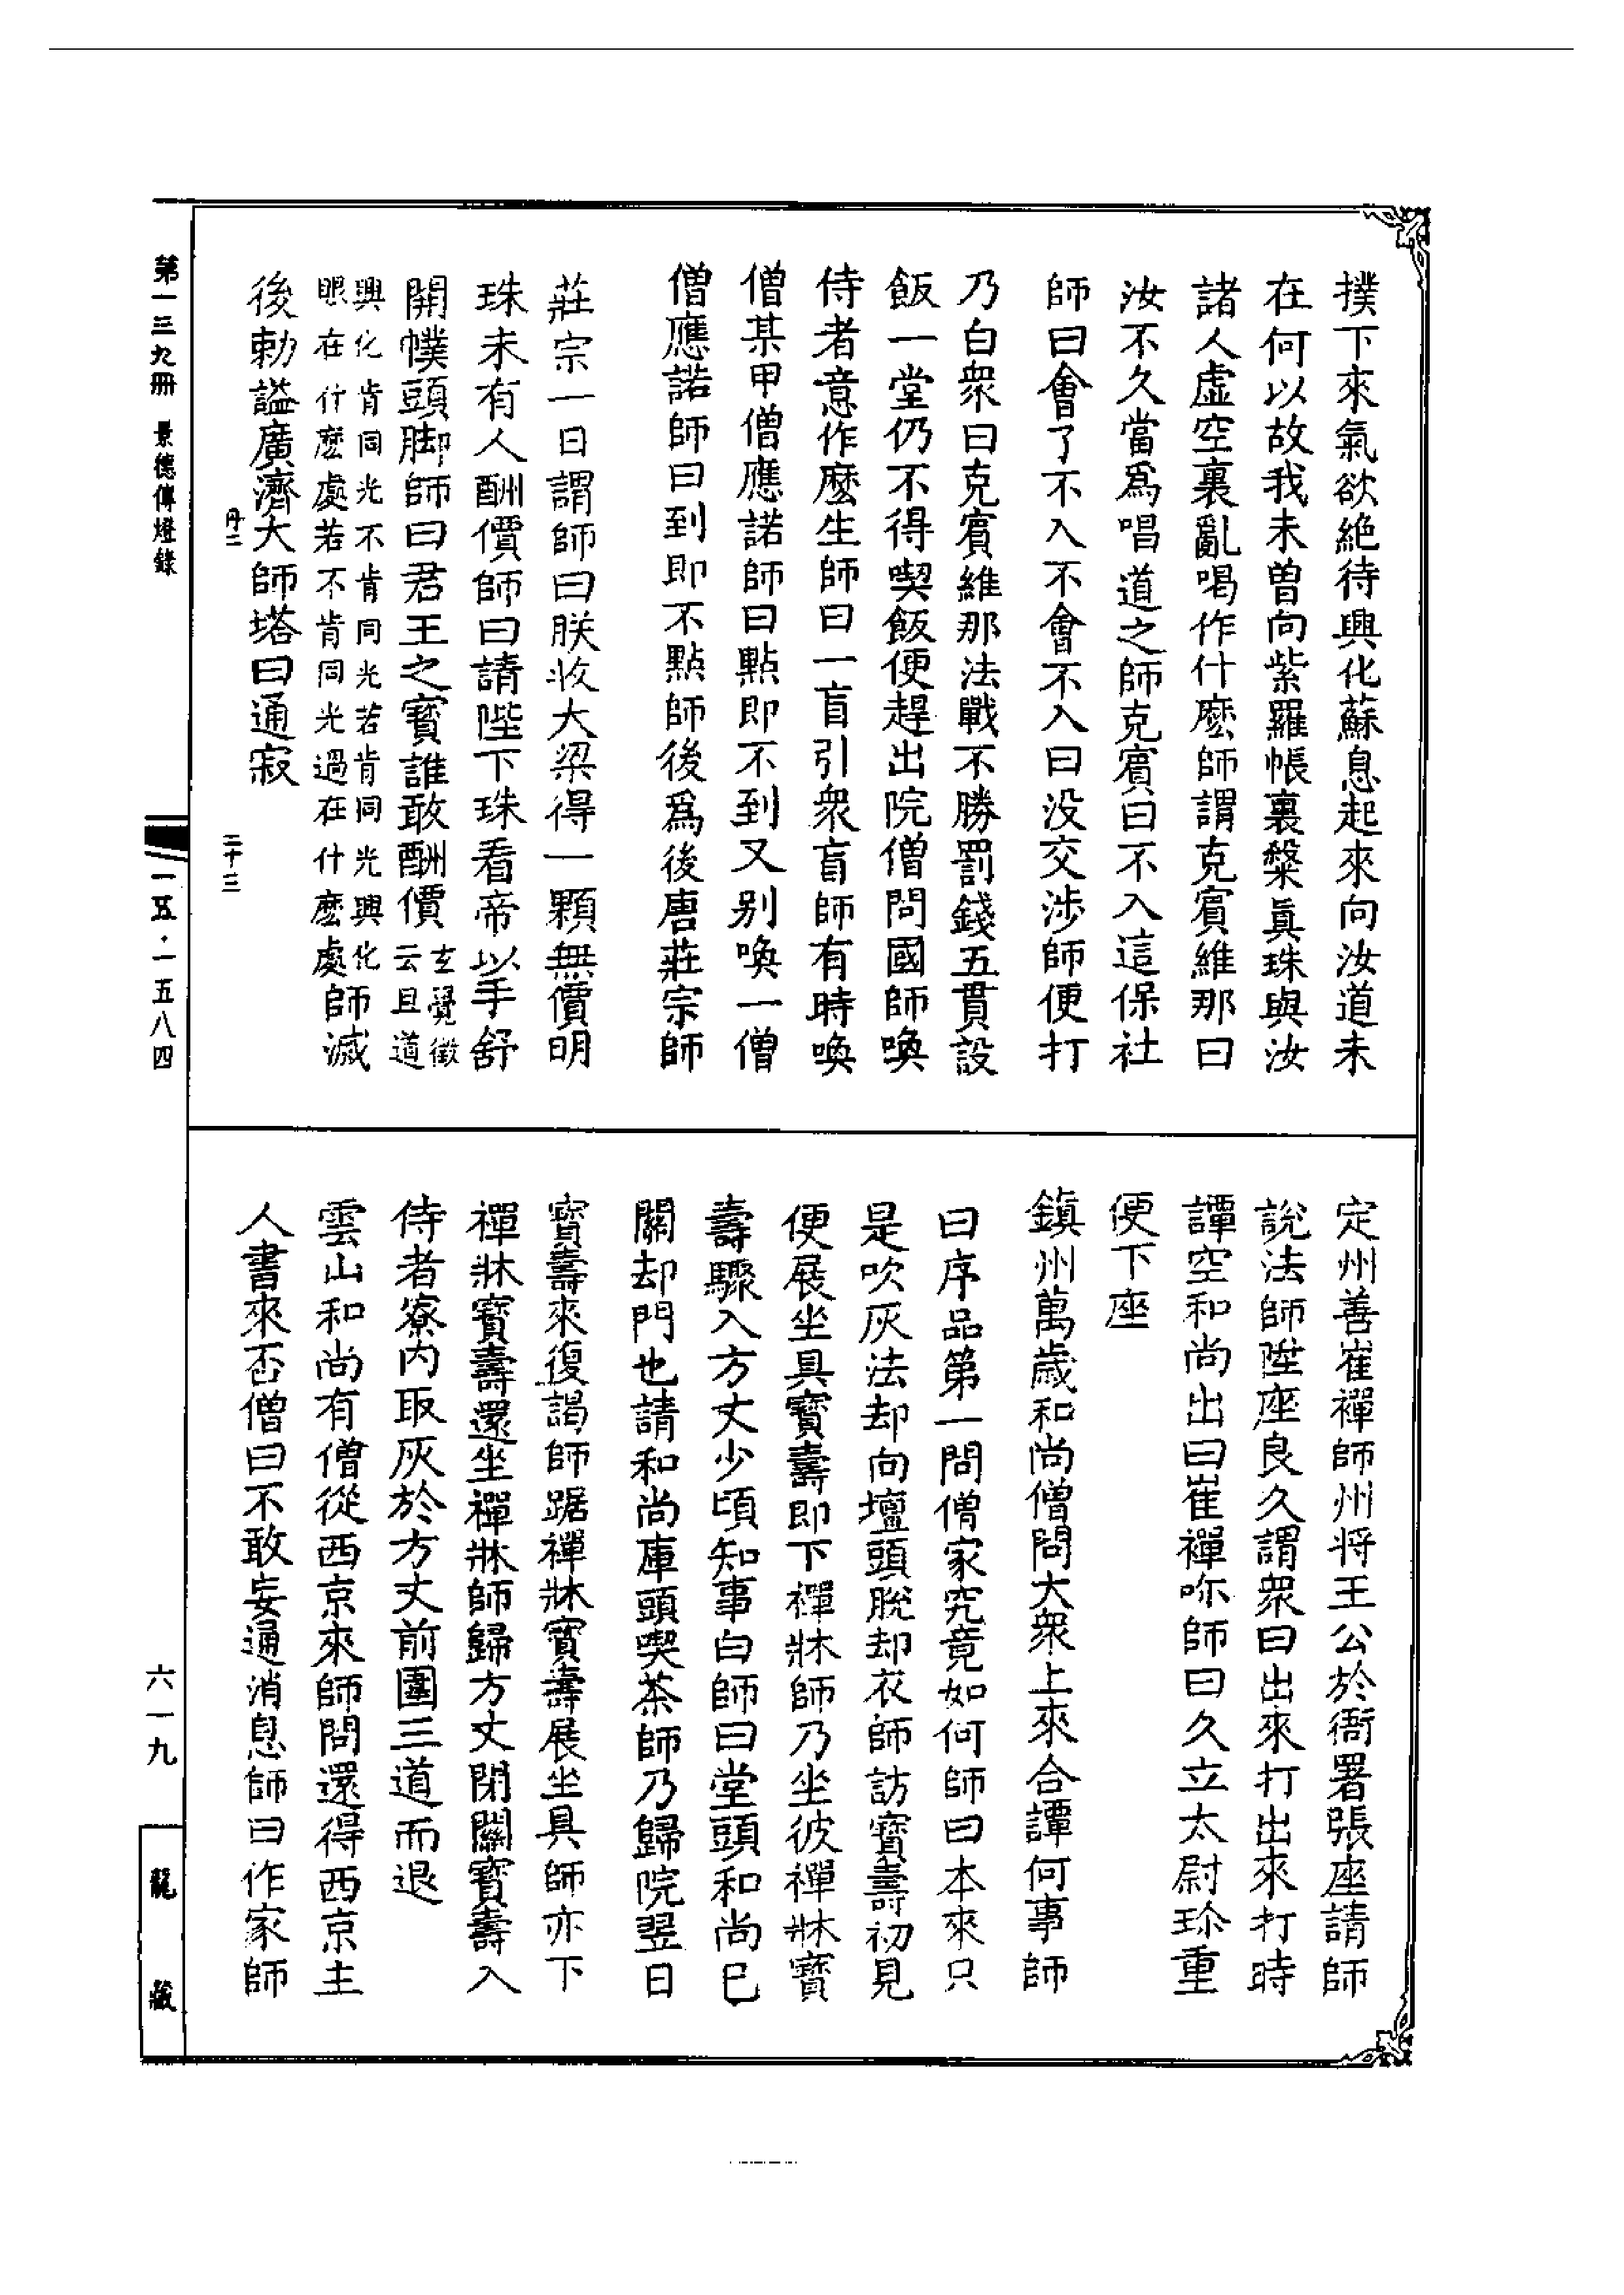 撲下來氣欲絶待興化蘇息起來向汝道未
在何以故我未曽向紫羅帳裏槃眞珠與汝
諸人虛空裏亂喝作什麽師謂克賓維那曰
汝不久當爲唱道之師克賓曰不入這保社
師曰會了不入不會不入曰没交涉師便打
乃白衆曰克賓維那法戰不勝罰錢五貫設
飯一堂仍不得喫飯便趕出院僧問國師喚
侍者意作麽生師曰一盲引衆盲師有時喚
僧某甲僧應諾師曰點即不到又别喚一僧
僧應諾師曰到即不點師後爲後唐莊宗師
莊宗一日謂師曰朕收大梁得一顆無價明
珠未有人酬價師曰請陛下珠看帝以手舒
開幞頭脚師曰君王之寳誰敢酬價玄覺徵云且道
興化肯同光不肯同光若肯同光興化眼在什麽處若不肯同光過在什麽處師滅
後勅謚廣濟大師塔曰通寂
丹二
二十三
定州善崔禪師州將王公於衙署張座請師
說法師陞座良久謂衆曰出來打出來打時
譚空和尚出曰崔禪咻師曰久立太尉珎重
便下座
鎮州萬歲和尚僧問大衆上來合譚何事師
曰序品第一問僧家究竟如何師曰本來只
是吹灰法却向壇頭脫却衣師訪寳壽初見
便展坐具寳壽即下禪牀師乃坐彼禪牀寳
壽驟入方丈少頃知事白師曰堂頭和尚巳
關却門也請和尚庫頭喫茶師乃歸院翌日
寳壽來復謁師踞禪牀寳壽展坐具師亦下
禪牀寳壽還坐禪牀師歸方丈閉關寳壽入
侍者寮内取灰於方丈前圍三道而退
雲山和尚有僧從西京來師問還得西京主
人書來否僧曰不敢妄通消息師曰作家師
第一三九冊 景德傳燈錄
一五·一五八四
六一九
龍藏